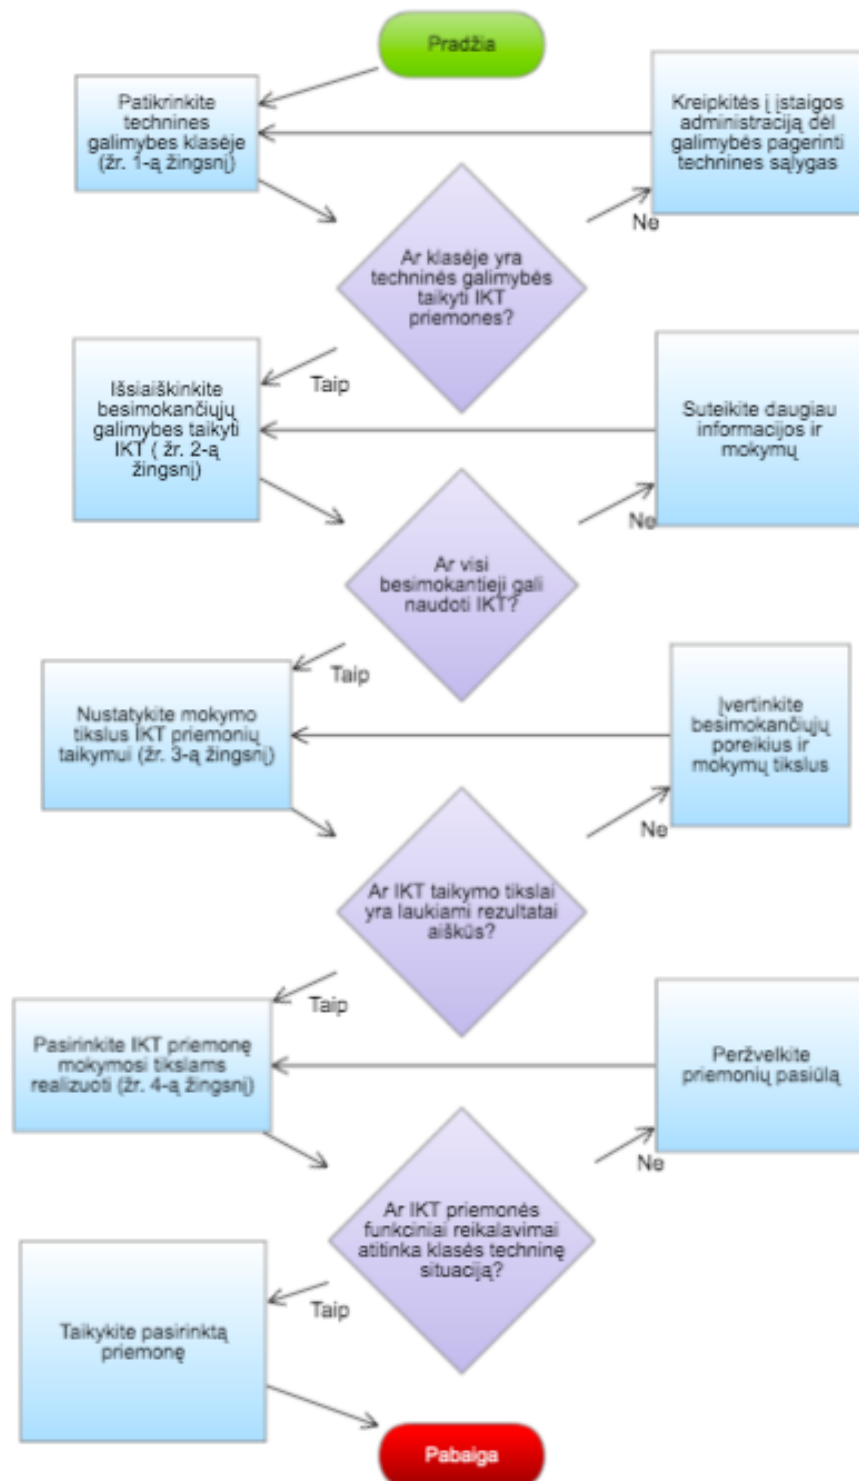 Pradžia
Patikrinkite
technines
galimybes klasėje
(žr. 1-ą žingsnį)
Kreipkitės į įstaigos
administraciją dėl
galimybės pagerinti
technines sąlygas
Ne
Ar klasėje yra
techninės galimybės
taikyti IKT
priemones?
Taip
Išsiaiškinkite
besimokančiųjų
galimybes taikyti
IKT ( žr. 2-ą
žingsnį)
Suteikite daugiau
informacijos ir
mokymų
Ne
Ar visi
besimokantieji gali
naudoti IKT?
Taip
Nustatykite mokymo
tikslus IKT priemonių
taikymui (žr. 3-ą žingsnį)
Įvertinkite
besimokančiųjų
poreikius ir
mokymų tikslus
Ne
Ar IKT taikymo tikslai
yra laukiami rezultatai
aiškūs?
Taip
Pasirinkite IKT priemonę
mokymosi tikslams
realizuoti (žr. 4-ą žingsnį)
Peržvelkite
priemonių pasiūlą
Ne
Ar IKT priemonės
funkciniai reikalavimai
atitinka klasės techninę
situaciją?
Taip
Taikykite pasirinktą
priemonę
Pabaiga